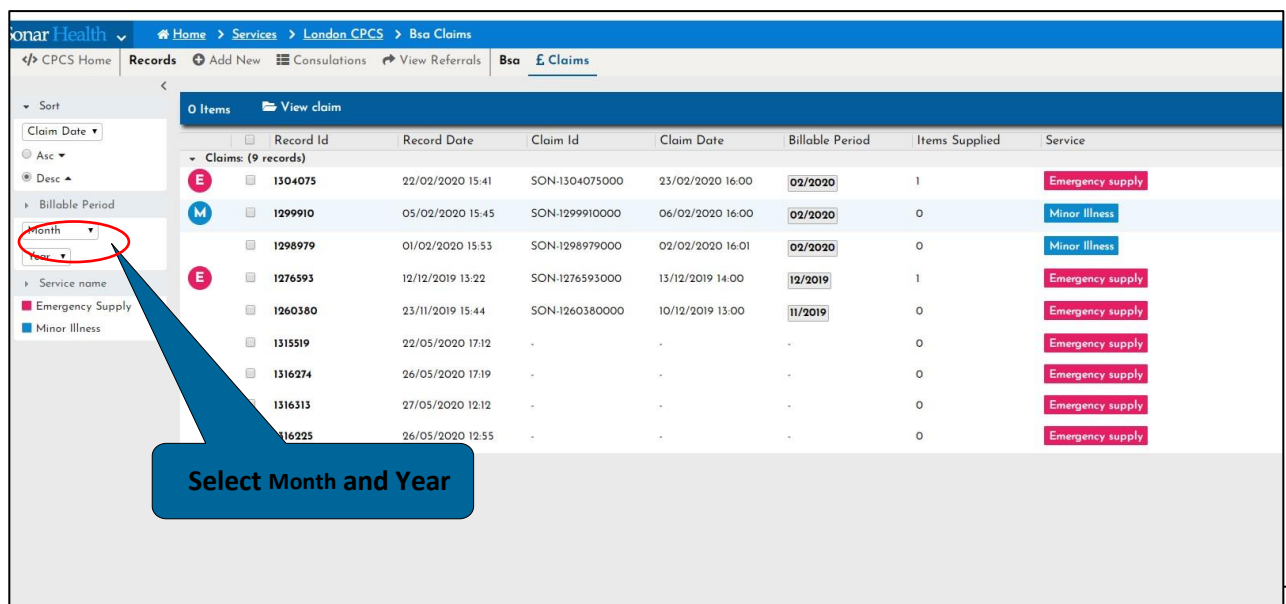 onar Health Home > Services > London CPCS > Bsa Claims
</> CPCS Home Records Add New Consulations View Referrals Bsa £ Claims
<
Sort
Claim Date
Asc
Desc
Billable Period
Month
Year
Service name
Emergency Supply
Minor Illness
0 Items View claim
Record Id Record Date Claim Id Claim Date Billable Period Items Supplied Service
Claims: (9 records)
E 1304075 22/02/2020 15:41 SON-1304075000 23/02/2020 16:00 02/2020 1 Emergency supply
M 1299910 05/02/2020 15:45 SON-1299910000 06/02/2020 16:00 02/2020 0 Minor Illness
1298979 01/02/2020 15:53 SON-1298979000 02/02/2020 16:01 02/2020 0 Minor Illness
E 1276593 12/12/2019 13:22 SON-1276593000 13/12/2019 14:00 12/2019 1 Emergency supply
1260380 23/11/2019 15:44 SON-1260380000 10/12/2019 13:00 11/2019 0 Emergency supply
1315519 22/05/2020 17:12 - - - 0 Emergency supply
1316274 26/05/2020 17:19 - - - 0 Emergency supply
1316313 27/05/2020 12:12 - - - 0 Emergency supply
316225 26/05/2020 12:55 - - - 0 Emergency supply
Select Month and Year